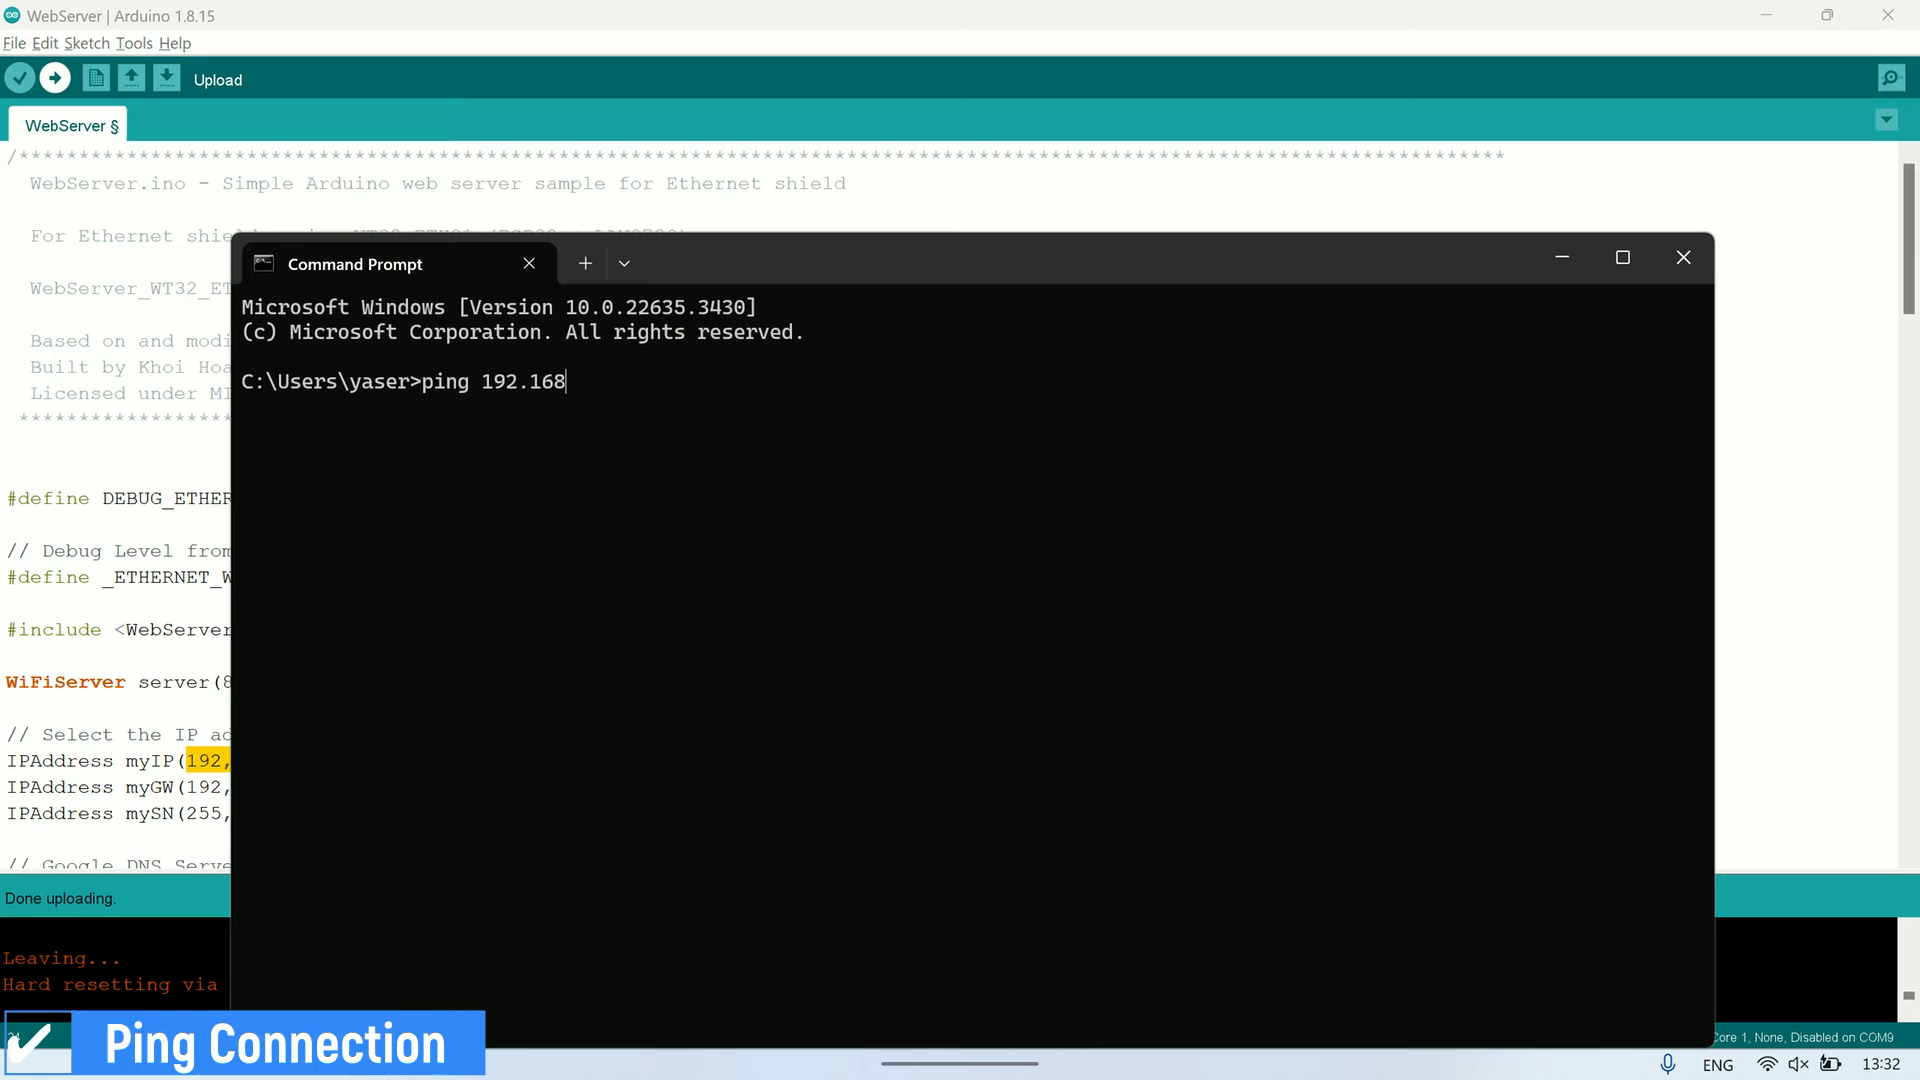 WebServer | Arduino 1.8.15
File Edit Sketch Tools Help
Upload
WebServer §
/****************************************************************************************************************************
WebServer.ino - Simple Arduino web server sample for Ethernet shield
For Ethernet shie
WebServer_WT32_ET
Based on and modi
Built by Khoi Hoa
Licensed under MI
******************
#define DEBUG_ETHER
// Debug Level from
#define _ETHERNET_W
#include <WebServer
WiFiServer server(8
// Select the IP ad
IPAddress myIP(192,
IPAddress myGW(192,
IPAddress mySN(255,
// Google DNS Serve
Done uploading.
Leaving...
Hard resetting via
Command Prompt
Microsoft Windows [Version 10.0.22635.3430]
(c) Microsoft Corporation. All rights reserved.
C:\Users\yaser>ping 192.168
Ping Connection
Core 1, None, Disabled on COM9
ENG
13:32